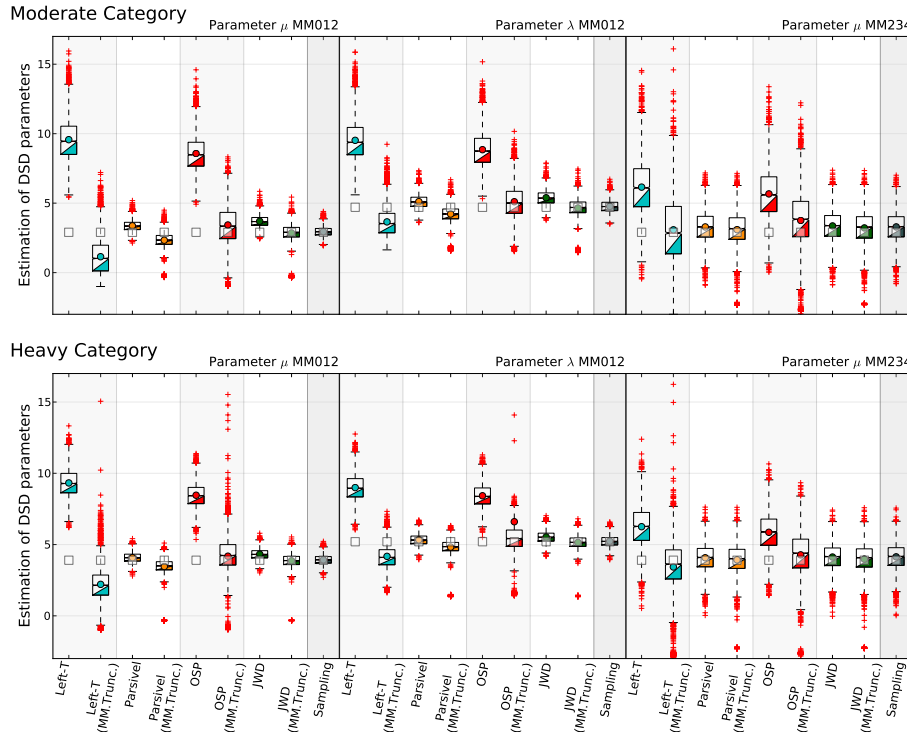 Moderate Category
Parameter μ MM012
Parameter λ MM012
Parameter μ MM234
Estimation of DSD parameters
15
10
5
0
Heavy Category
Parameter μ MM012
Parameter λ MM012
Parameter μ MM234
Estimation of DSD parameters
15
10
5
0
Left-T
Left-T
(MM.Trunc.)
Parsivel
Parsivel
(MM.Trunc.)
OSP
OSP
(MM.Trunc.)
JWD
JWD
(MM.Trunc.)
Sampling
Left-T
Left-T
(MM.Trunc.)
Parsivel
Parsivel
(MM.Trunc.)
OSP
OSP
(MM.Trunc.)
JWD
JWD
(MM.Trunc.)
Sampling
Left-T
Left-T
(MM.Trunc.)
Parsivel
Parsivel
(MM.Trunc.)
OSP
OSP
(MM.Trunc.)
JWD
JWD
(MM.Trunc.)
Sampling